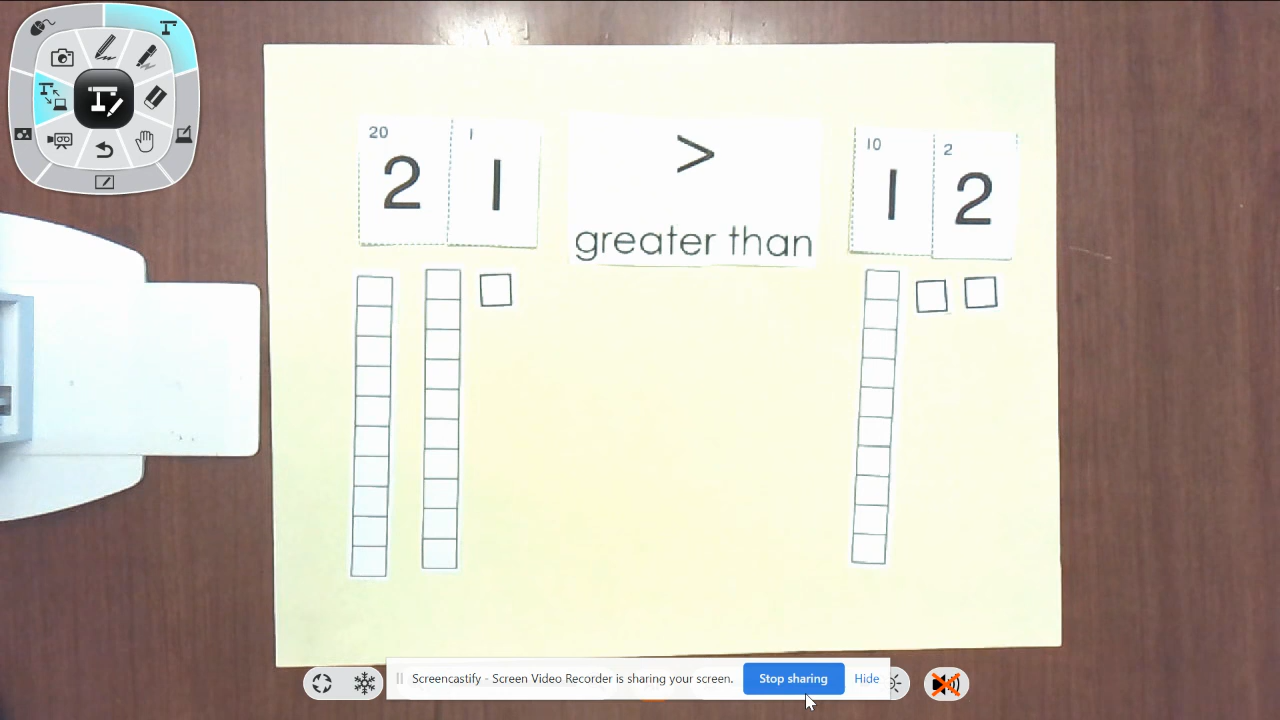 20 1 10 2
2 1 > 1 2
greater than
Screencastify - Screen Video Recorder is sharing your screen. Stop sharing Hide